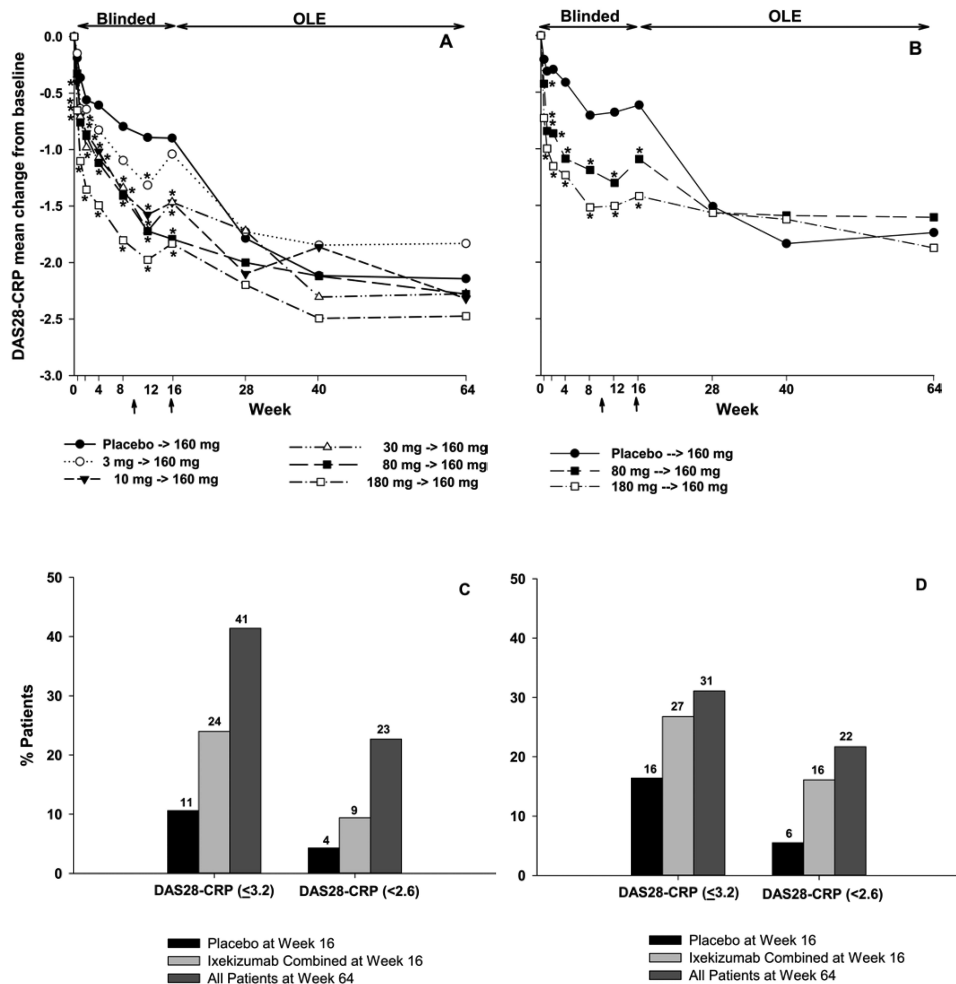 Blinded OLE
A
0.0
-0.5
-1.0
-1.5
-2.0
-2.5
-3.0
DAS28-CRP mean change from baseline
0 4 8 12 16 28 40 64
Week
Placebo -> 160 mg
3 mg -> 160 mg
10 mg -> 160 mg
30 mg -> 160 mg
80 mg -> 160 mg
180 mg -> 160 mg
Blinded OLE
B
0 4 8 12 16 28 40 64
Week
Placebo --> 160 mg
80 mg --> 160 mg
180 mg --> 160 mg
C
50
40
30
20
10
0
% Patients
11 24 41
4 9 23
DAS28-CRP (≤3.2) DAS28-CRP (<2.6)
Placebo at Week 16
Ixekizumab Combined at Week 16
All Patients at Week 64
D
50
40
30
20
10
0
16 27 31
6 16 22
DAS28-CRP (≤3.2) DAS28-CRP (<2.6)
Placebo at Week 16
Ixekizumab Combined at Week 16
All Patients at Week 64